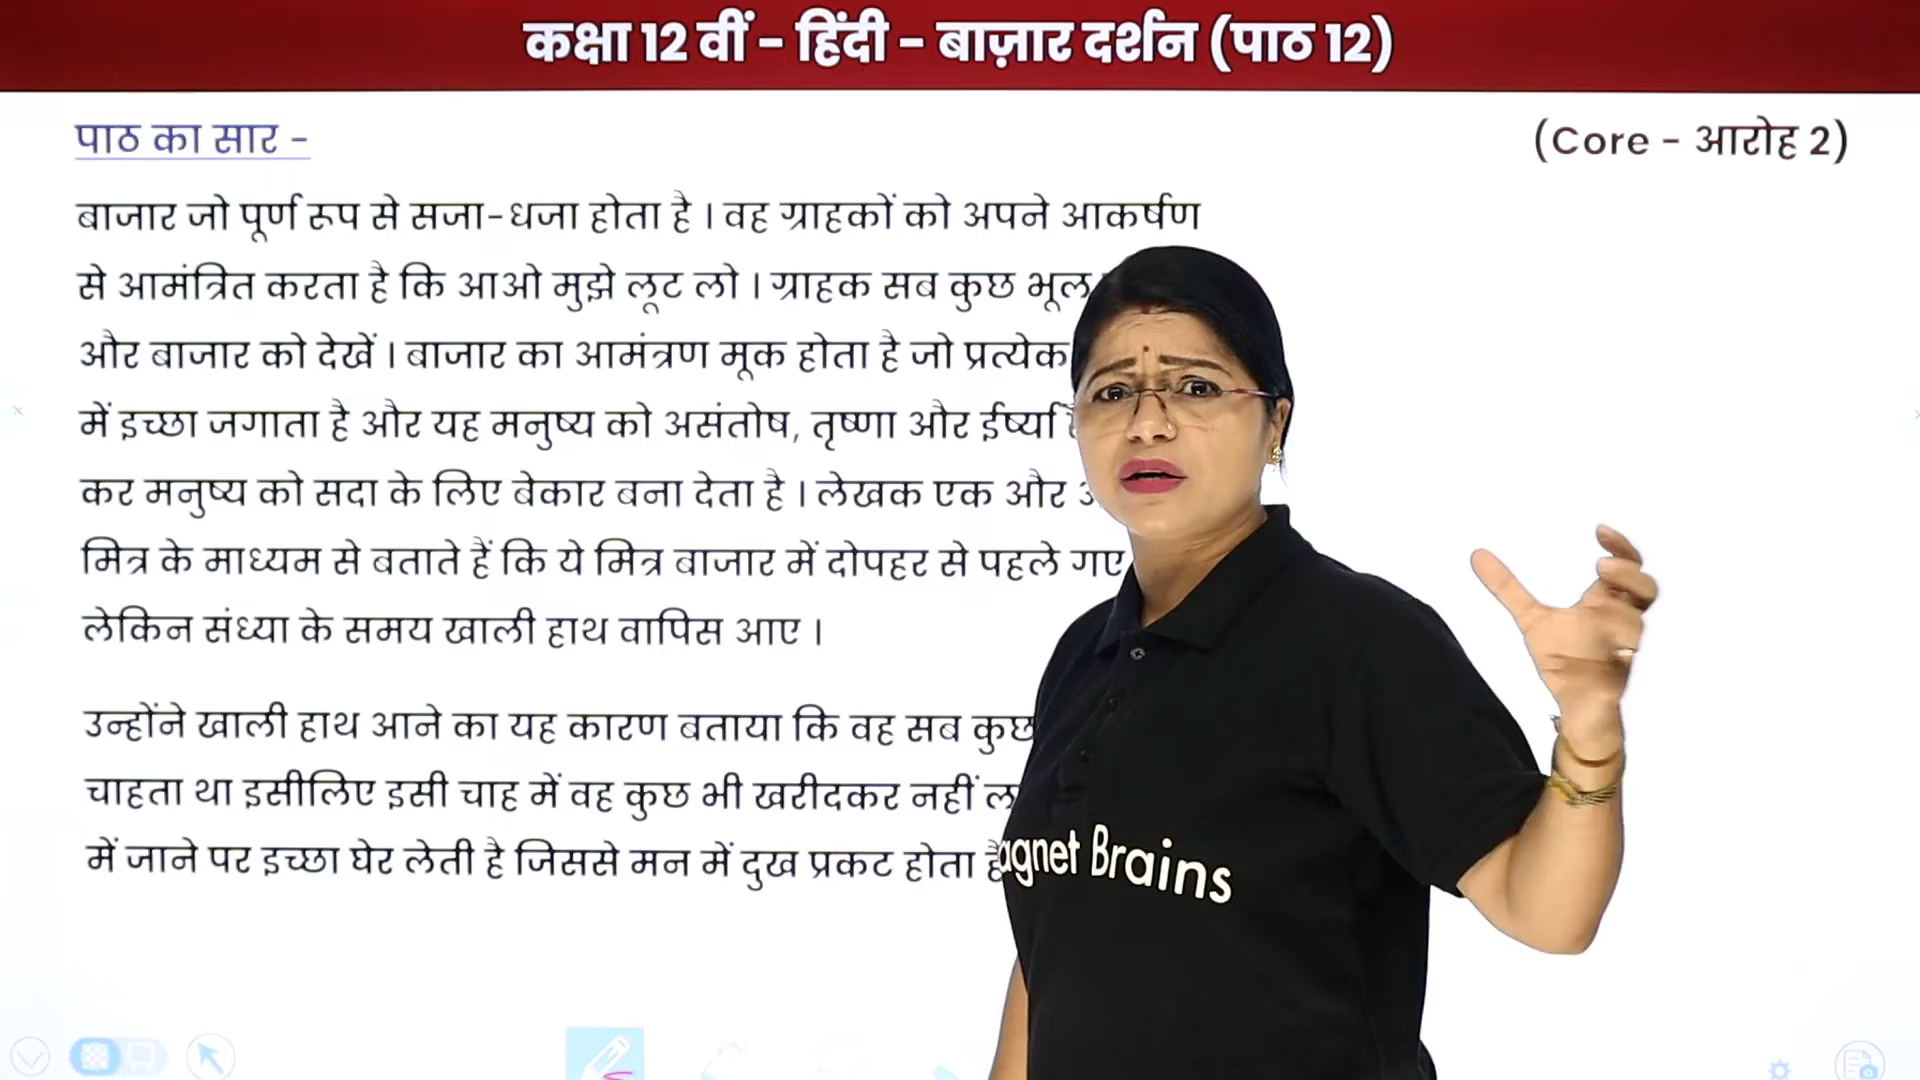 कक्षा 12 वीं - हिंदी - बाज़ार दर्शन (पाठ 12)
पाठ का सार -
(Core - आरोह 2)
बाजार जो पूर्ण रूप से सजा-धजा होता है । वह ग्राहकों को अपने आकर्षण
से आमंत्रित करता है कि आओ मुझे लूट लो । ग्राहक सब कुछ भूल
और बाजार को देखें । बाजार का आमंत्रण मूक होता है जो प्रत्येक
में इच्छा जगाता है और यह मनुष्य को असंतोष, तृष्णा और ईर्ष्या
कर मनुष्य को सदा के लिए बेकार बना देता है । लेखक एक और
मित्र के माध्यम से बताते हैं कि ये मित्र बाजार में दोपहर से पहले गए
लेकिन संध्या के समय खाली हाथ वापिस आए ।
उन्होंने खाली हाथ आने का यह कारण बताया कि वह सब कुछ
चाहता था इसीलिए इसी चाह में वह कुछ भी खरीदकर नहीं
में जाने पर इच्छा घेर लेती है जिससे मन में दुख प्रकट होता है
agnet Brains